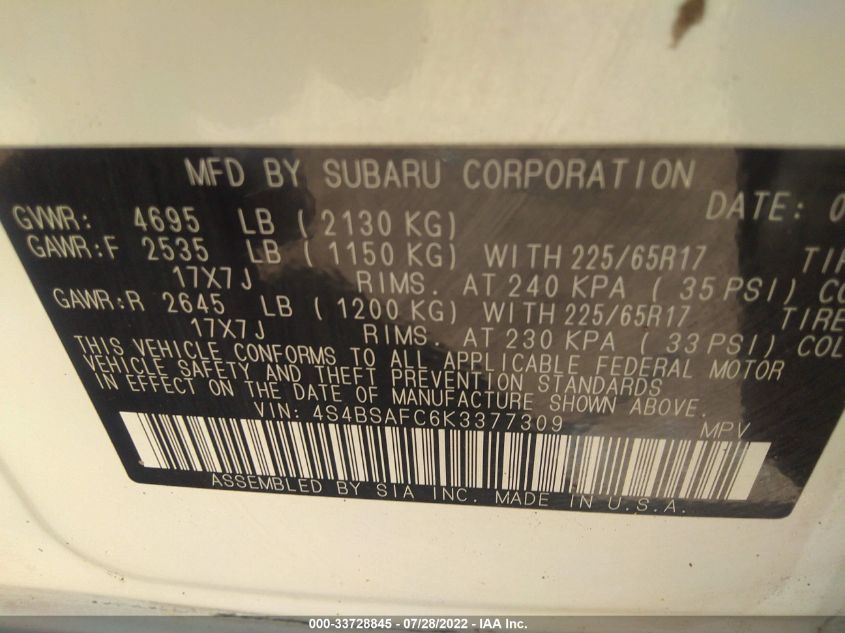 MFD BY SUBARU CORPORATION DATE: 0
GVWR: 4695 LB ( 2130 KG)
GAWR:F 2535 LB ( 1150 KG) WITH 225/65R17 TIR
17X7J RIMS. AT 240 KPA ( 35 PSI) CO
GAWR:R 2645 LB ( 1200 KG) WITH 225/65R17 TIRE
17X7J RIMS. AT 230 KPA ( 33 PSI) COL
THIS VEHICLE CONFORMS TO ALL APPLICABLE FEDERAL MOTOR
VEHICLE SAFETY AND THEFT PREVENTION STANDARDS
IN EFFECT ON THE DATE OF MANUFACTURE SHOWN ABOVE.
VIN: 4S4BSAFC6K3377309 MPV
ASSEMBLED BY SIA INC. MADE IN U.S.A.
000-33728845 / 07/28/2022 - IAA Inc.